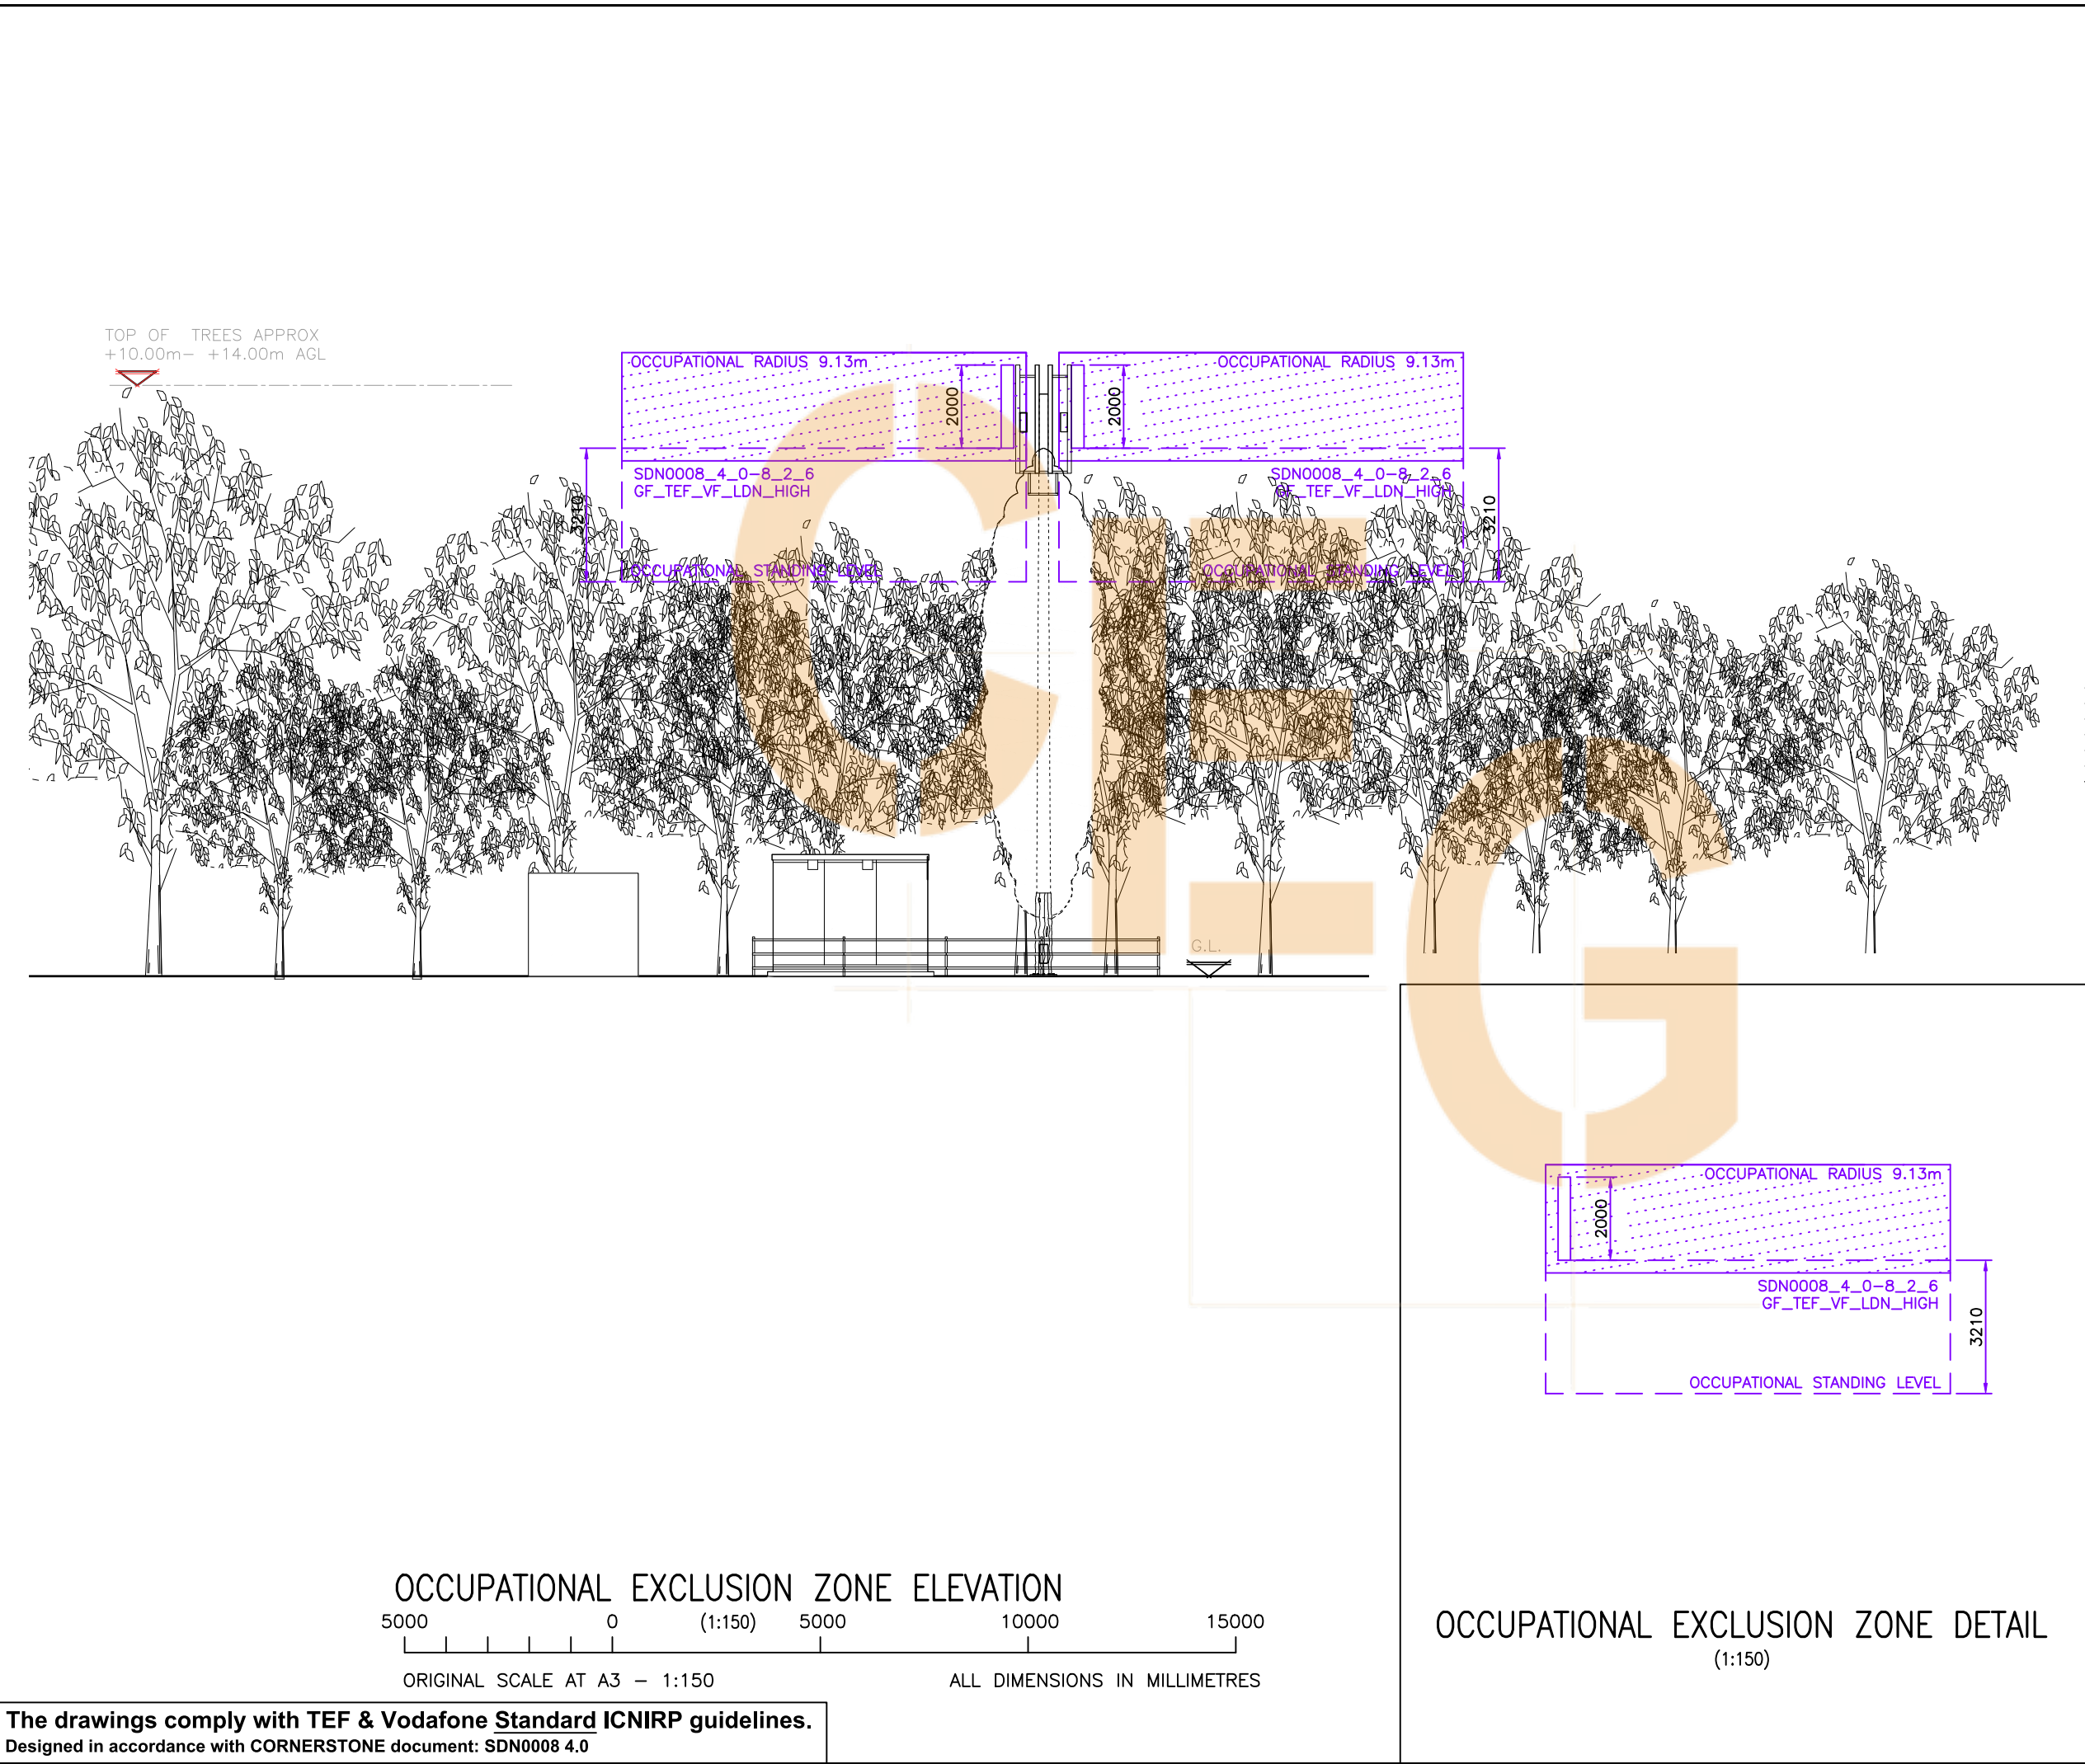 TOP OF TREES APPROX
+10.00m- +14.00m AGL
OCCUPATIONAL RADIUS 9.13m
OCCUPATIONAL RADIUS 9.13m
2000
2000
SDN0008_4_0-8_2_6
GF_TEF_VF_LDN_HIGH
SDN0008_4_0-8_2_6
GF_TEF_VF_LDN_HIGH
3210
3210
OCCUPATIONAL STANDING LEVEL
OCCUPATIONAL STANDING LEVEL
G.L.
CFG
OCCUPATIONAL RADIUS 9.13m
2000
SDN0008_4_0-8_2_6
GF_TEF_VF_LDN_HIGH
3210
OCCUPATIONAL STANDING LEVEL
OCCUPATIONAL EXCLUSION ZONE ELEVATION
(1:150)
5000 0 5000 10000 15000
ORIGINAL SCALE AT A3 - 1:150
ALL DIMENSIONS IN MILLIMETRES
OCCUPATIONAL EXCLUSION ZONE DETAIL
(1:150)
The drawings comply with TEF & Vodafone Standard ICNIRP guidelines.
Designed in accordance with CORNERSTONE document: SDN0008 4.0